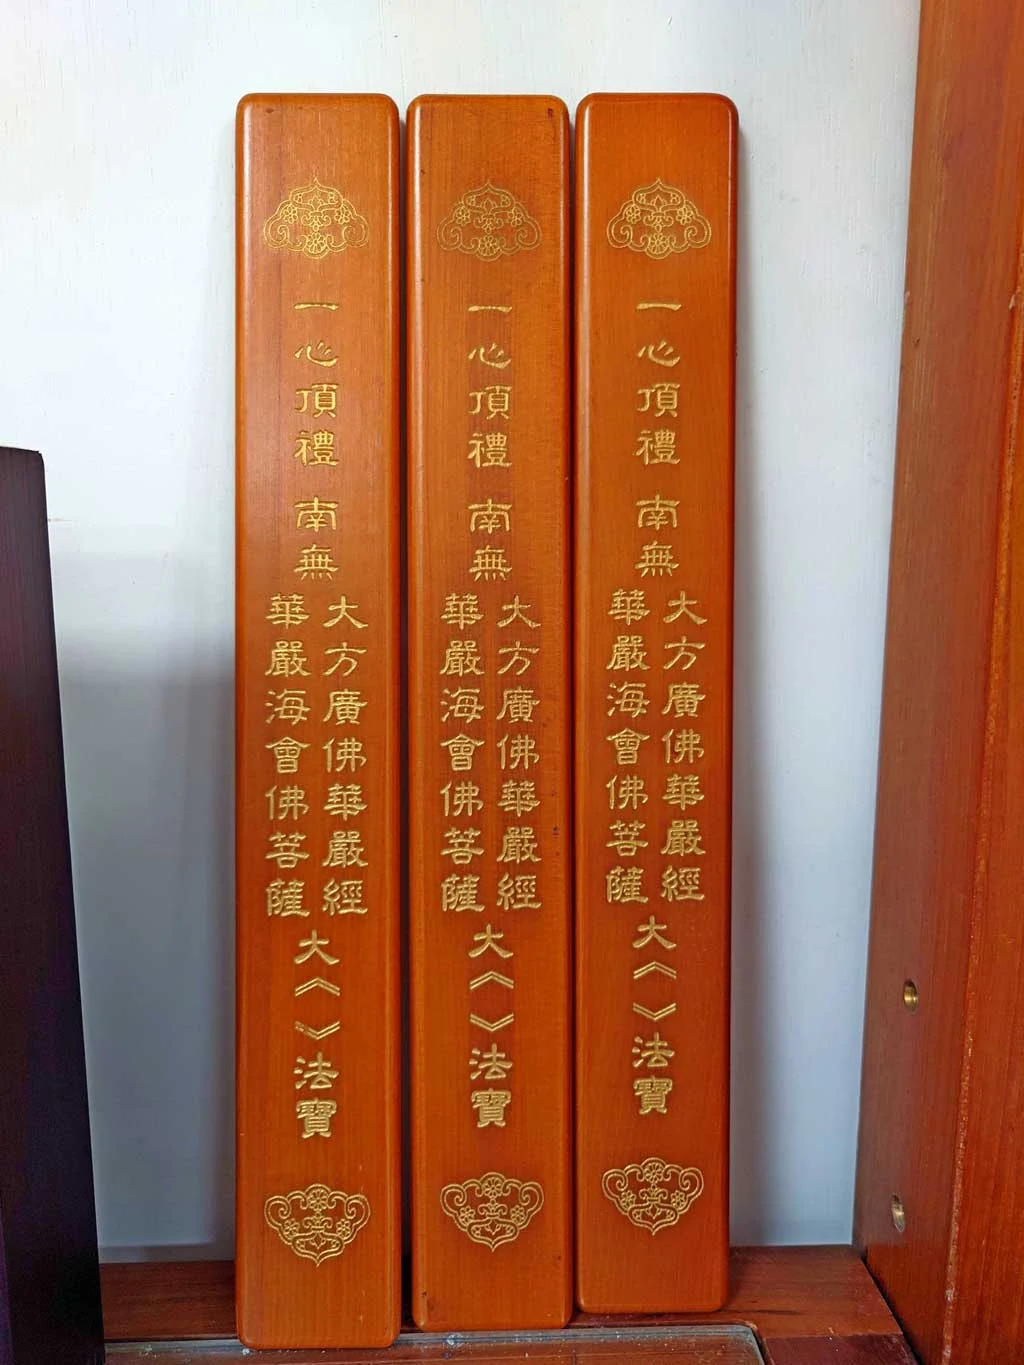 一心頂禮 南無
大方廣佛華嚴經
華嚴海會佛菩薩
大《 》法寶
一心頂禮 南無
大方廣佛華嚴經
華嚴海會佛菩薩
大《 》法寶
一心頂禮 南無
大方廣佛華嚴經
華嚴海會佛菩薩
大《 》法寶